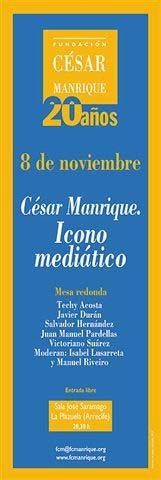 FUNDACIÓN
CÉSAR
MANRIQUE
20 años
8 de noviembre
César Manrique.
Icono
mediático
Mesa redonda
Techy Acosta
Javier Durán
Salvador Hernández
Juan Manuel Pardellas
Victoriano Suárez
Moderan: Isabel Lusarreta
y Manuel Riveiro
Entrada libre
Sala José Saramago
La Plazuela (Arrecife)
20,30 h
fcm@fcmanrique.org
www.fcmanrique.org